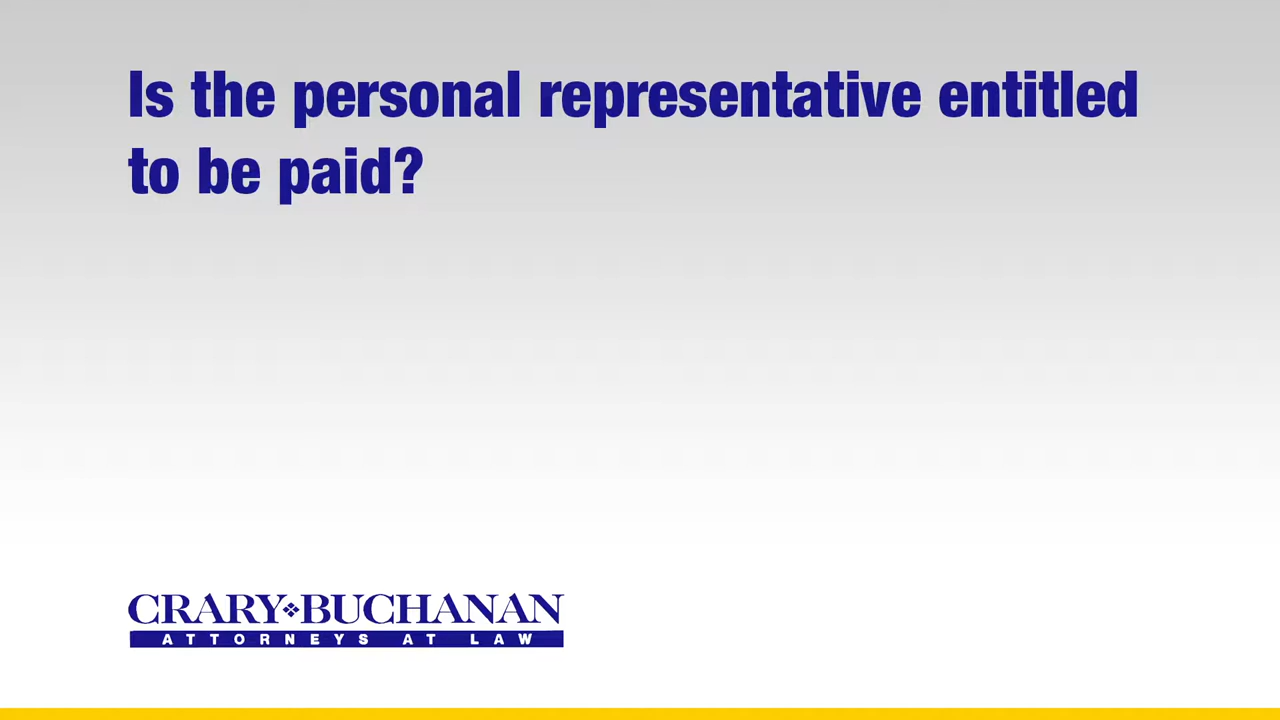 Is the personal representative entitled
to be paid?
CRARY❖BUCHANAN
ATTORNEYS AT LAW